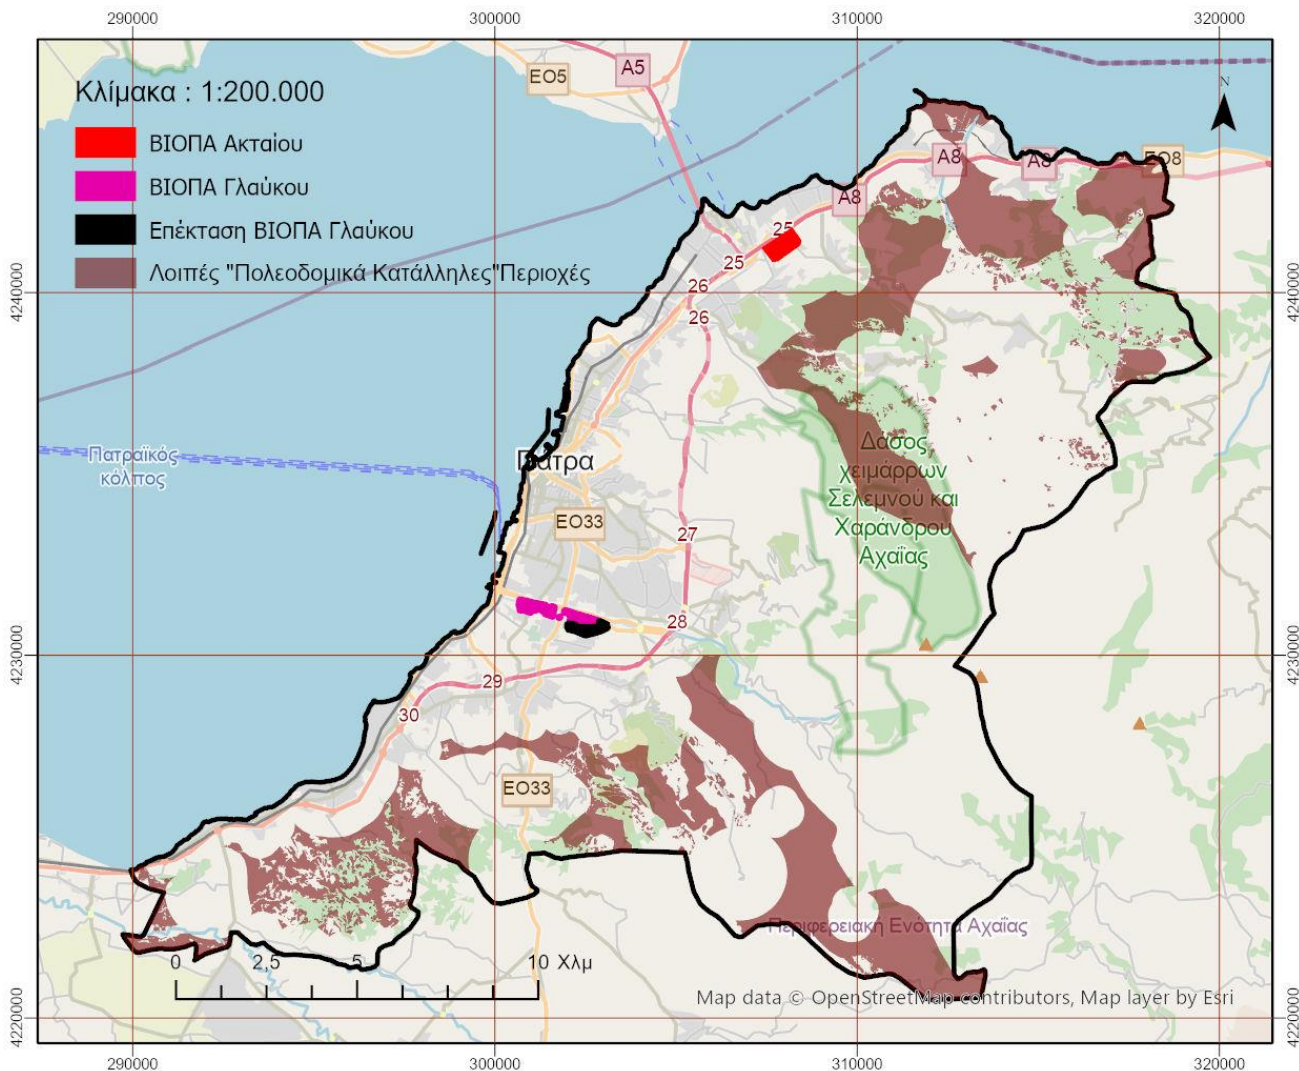 290000 300000 310000 320000
Κλίμακα : 1:200.000
ΒΙΟΠΑ Ακταίου
ΒΙΟΠΑ Γλαύκου
Επέκταση ΒΙΟΠΑ Γλαύκου
Λοιπές "Πολεοδομικά Κατάλληλες"Περιοχές
EO5
A5
N
A8
A8
EO8
A8
25
25
26
26
4240000
4240000
Πατραϊκός
κόλπος
Πάτρα
EO33
Δάσος
χειμάρρων
Σελεμνού και
Χαράνδρου
Αχαΐας
27
28
4230000
4230000
29
30
EO33
Περιφερειακή Ενότητα Αχαΐας
0 2,5 5 10 Χλμ
Map data © OpenStreetMap contributors, Map layer by Esri
4220000
4220000
290000 300000 310000 320000